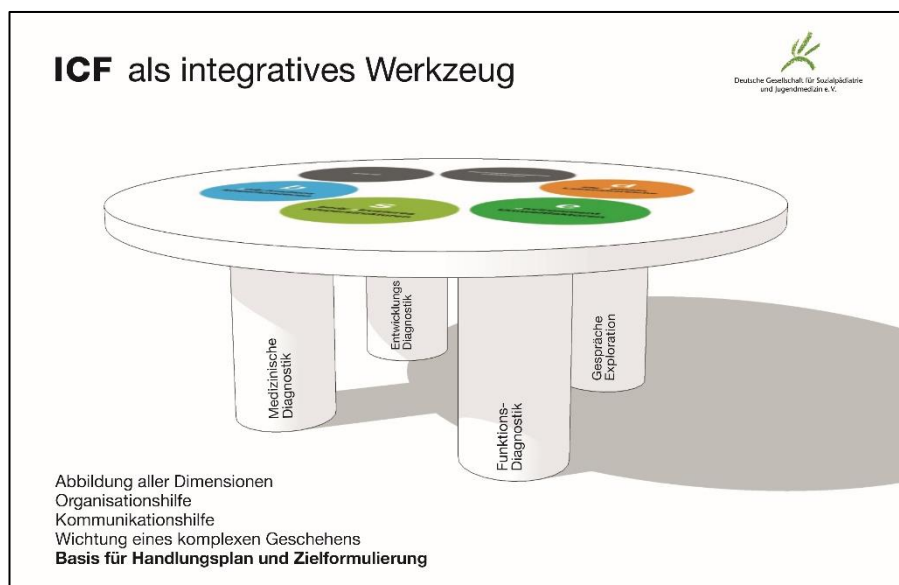 ICF als integratives Werkzeug
Deutsche Gesellschaft für Sozialpädiatrie
und Jugendmedizin e. V.
b
d
s
e
Medizinische
Diagnostik
Entwicklungs
Diagnostik
Funktions-
Diagnostik
Gespräche
Exploration
Abbildung aller Dimensionen
Organisationshilfe
Kommunikationshilfe
Wichtung eines komplexen Geschehens
Basis für Handlungsplan und Zielformulierung